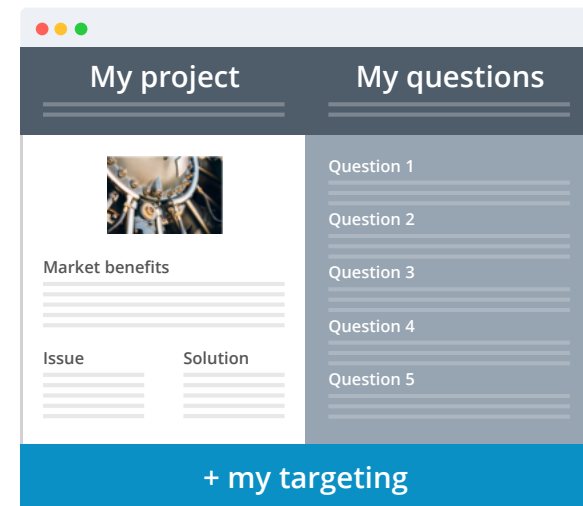 My project
My questions
Market benefits
Issue
Solution
Question 1
Question 2
Question 3
Question 4
Question 5
+ my targeting